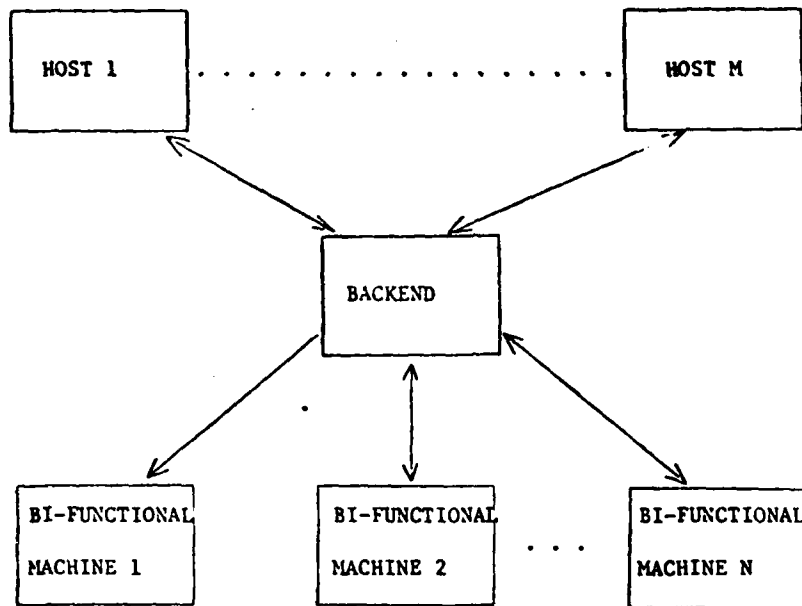 HOST 1 . . . . . . . . . . . . . . . . HOST M
BACKEND
BI-FUNCTIONAL BI-FUNCTIONAL BI-FUNCTIONAL
MACHINE 1 MACHINE 2 . . . MACHINE N